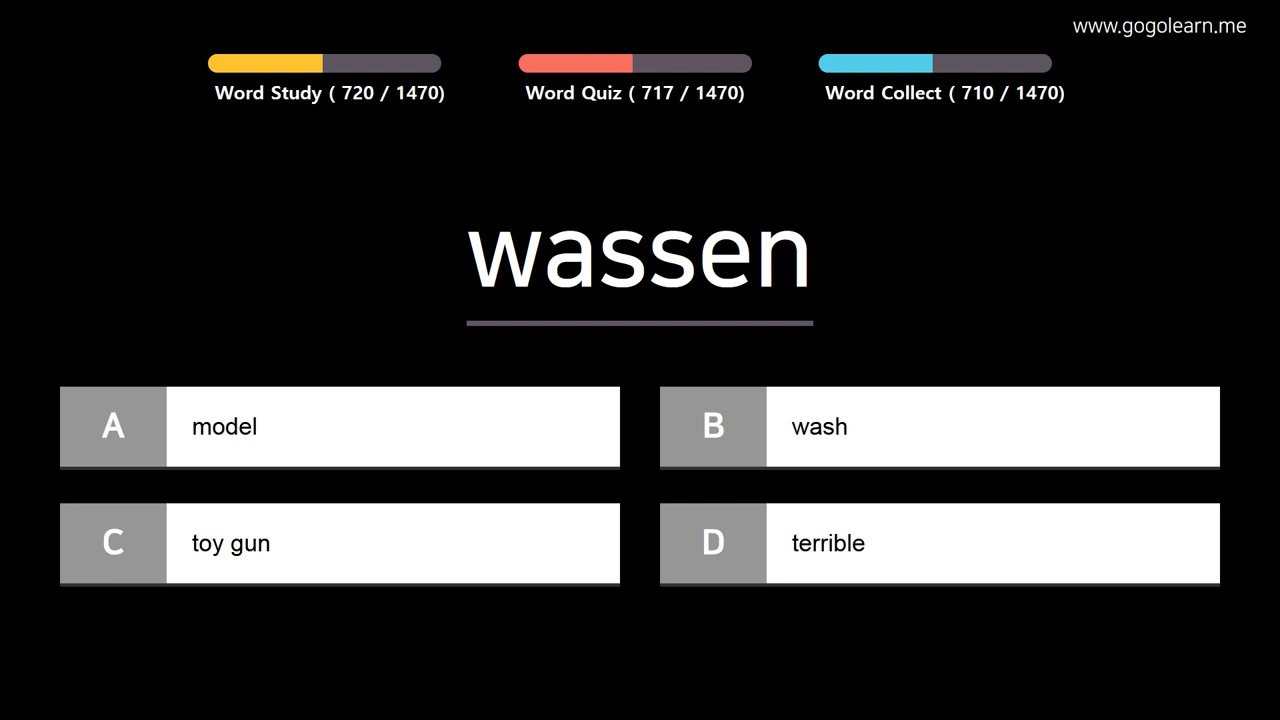 www.gogolearn.me
Word Study ( 720 / 1470)
Word Quiz ( 717 / 1470)
Word Collect ( 710 / 1470)
wassen
A
model
B
wash
C
toy gun
D
terrible